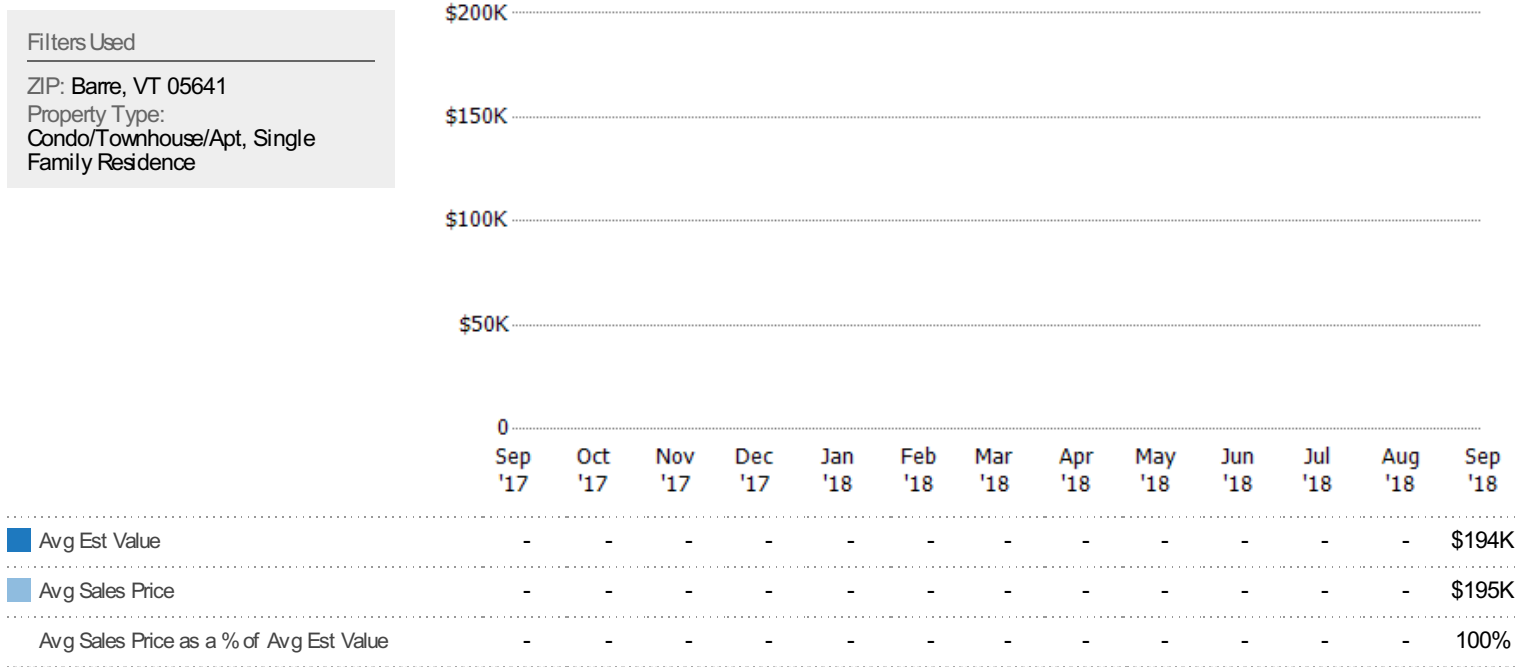 Filters Used
ZIP: Barre, VT 05641
Property Type:
Condo/Townhouse/Apt, Single
Family Residence
$200K
$150K
$100K
$50K
0
Sep Oct Nov Dec Jan Feb Mar Apr May Jun Jul Aug Sep
'17 '17 '17 '17 '18 '18 '18 '18 '18 '18 '18 '18 '18
Avg Est Value - - - - - - - - - - - - $194K
Avg Sales Price - - - - - - - - - - - - $195K
Avg Sales Price as a % of Avg Est Value - - - - - - - - - - - - 100%